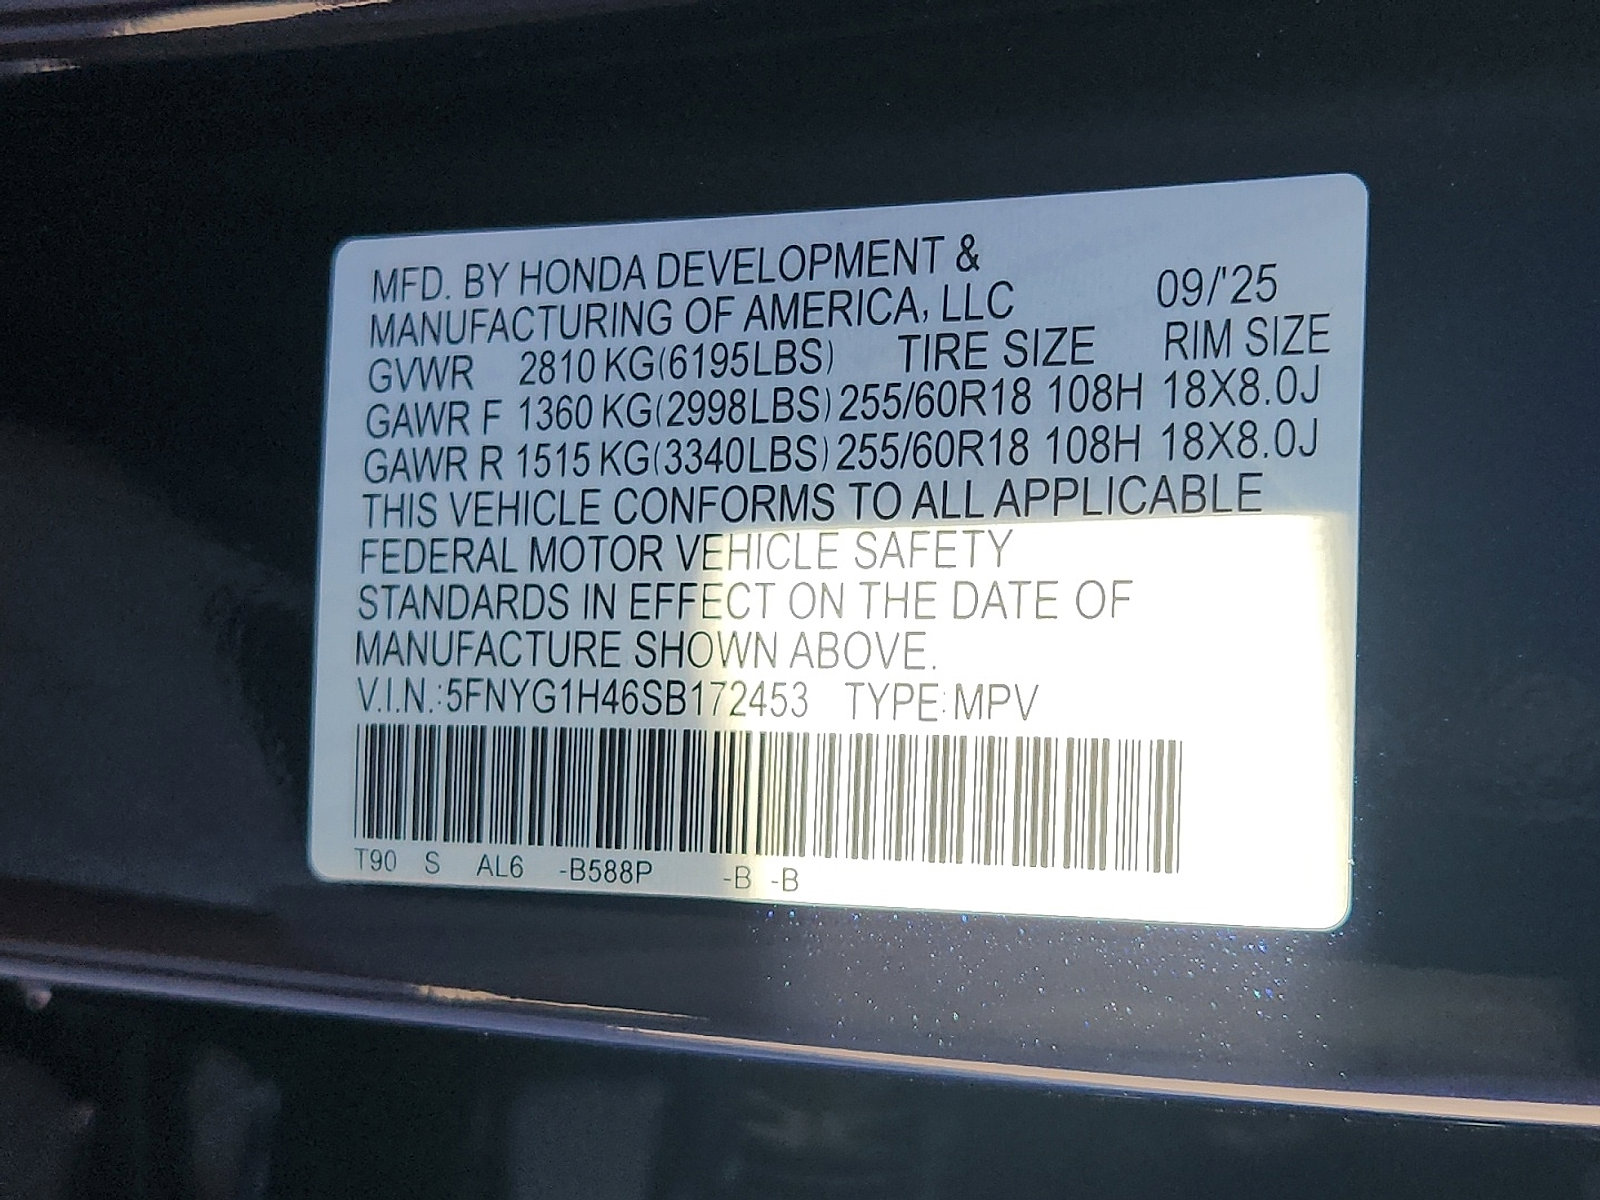 MFD. BY HONDA DEVELOPMENT &
MANUFACTURING OF AMERICA, LLC 09/'25
GVWR 2810 KG(6195LBS) TIRE SIZE RIM SIZE
GAWR F 1360 KG(2998LBS) 255/60R18 108H 18X8.0J
GAWR R 1515 KG(3340LBS) 255/60R18 108H 18X8.0J
THIS VEHICLE CONFORMS TO ALL APPLICABLE
FEDERAL MOTOR VEHICLE SAFETY
STANDARDS IN EFFECT ON THE DATE OF
MANUFACTURE SHOWN ABOVE.
V.I.N.:5FNYG1H46SB172453 TYPE:MPV
T90 S AL6 -B588P -B -B